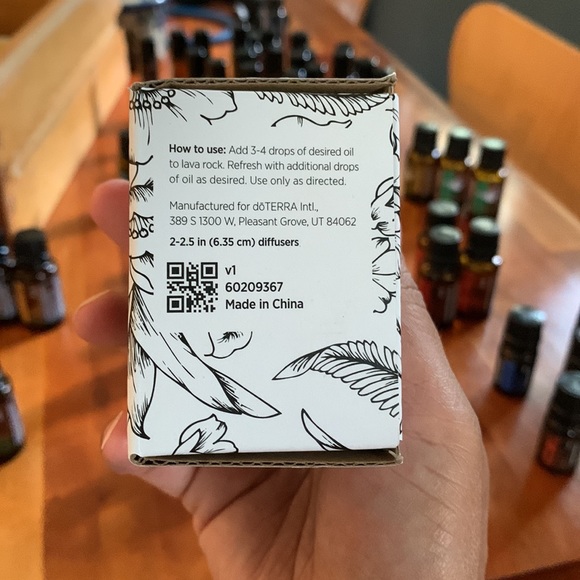 How to use: Add 3-4 drops of desired oil
to lava rock. Refresh with additional drops
of oil as desired. Use only as directed.
Manufactured for dōTERRA Intl.,
389 S 1300 W, Pleasant Grove, UT 84062
2-2.5 in (6.35 cm) diffusers
v1
60209367
Made in China